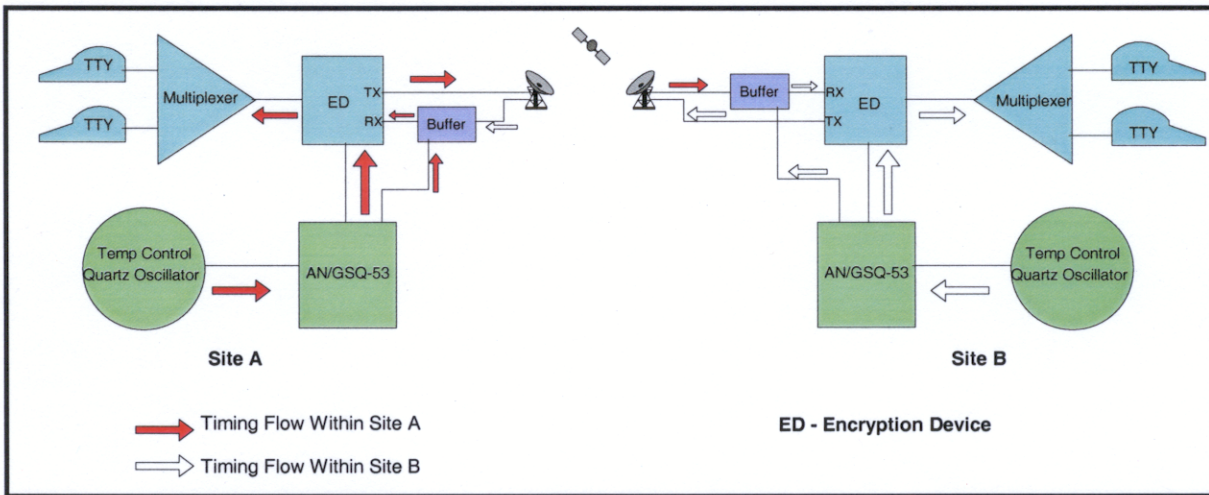 TTY
TTY
Multiplexer
ED
TX
RX
Buffer
Temp Control
Quartz Oscillator
AN/GSQ-53
Site A
Buffer
RX
TX
ED
Multiplexer
TTY
TTY
AN/GSQ-53
Temp Control
Quartz Oscillator
Site B
Timing Flow Within Site A
Timing Flow Within Site B
ED - Encryption Device